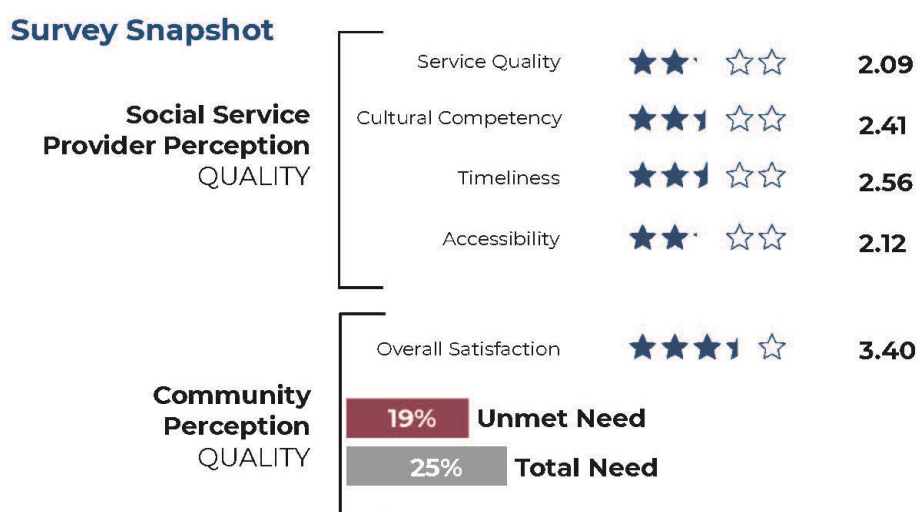 Survey Snapshot
Social Service
Provider Perception
QUALITY
Service Quality 2.09
Cultural Competency 2.41
Timeliness 2.56
Accessibility 2.12
Community
Perception
QUALITY
Overall Satisfaction 3.40
19% Unmet Need
25% Total Need